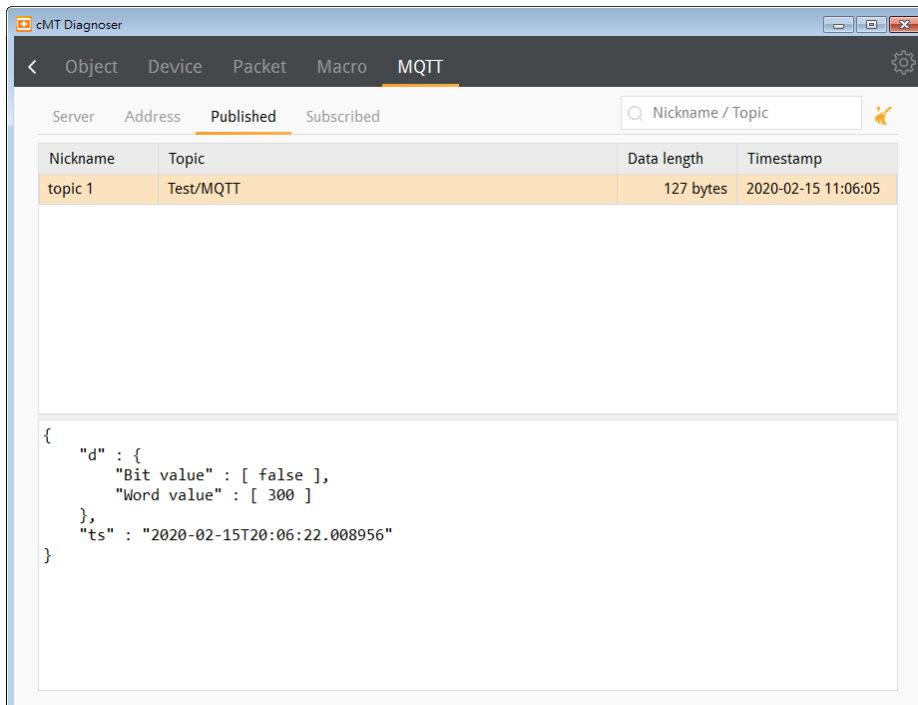 cMT Diagnoser
Object Device Packet Macro MQTT
Server Address Published Subscribed Nickname / Topic
Nickname Topic Data length Timestamp
topic 1 Test/MQTT 127 bytes 2020-02-15 11:06:05
{
"d" : {
"Bit value" : [ false ],
"Word value" : [ 300 ]
},
"ts" : "2020-02-15T20:06:22.008956"
}